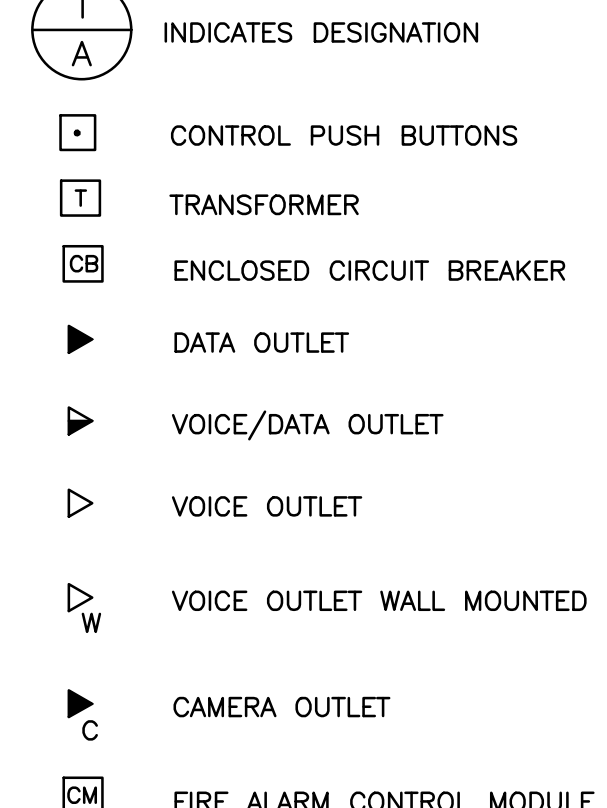 1
A INDICATES DESIGNATION
CONTROL PUSH BUTTONS
T TRANSFORMER
CB ENCLOSED CIRCUIT BREAKER
DATA OUTLET
VOICE/DATA OUTLET
VOICE OUTLET
VOICE OUTLET WALL MOUNTED
W
CAMERA OUTLET
C
CM FIRE ALARM CONTROL MODULE